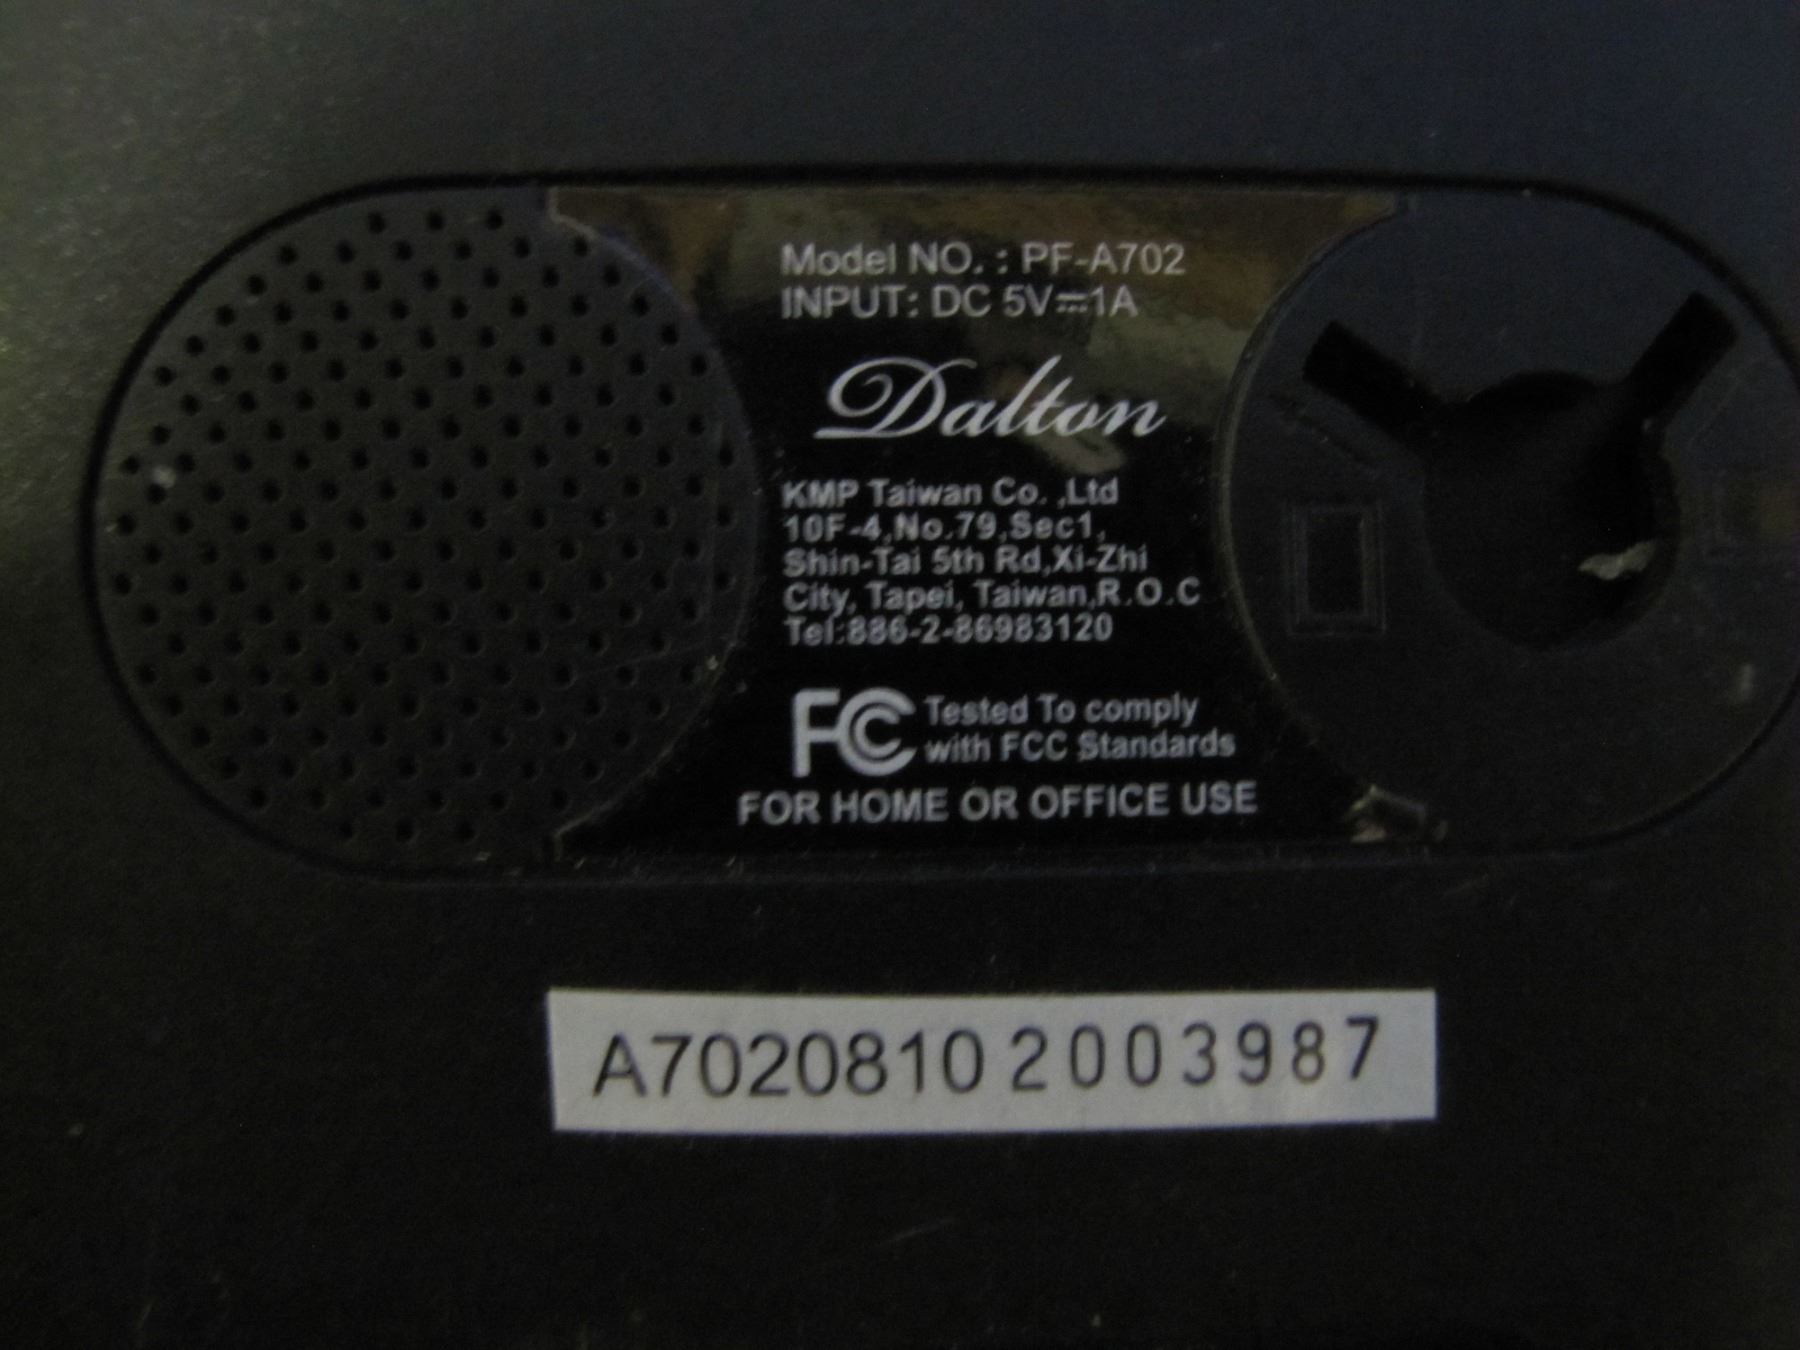 Model NO. : PF-A702
INPUT: DC 5V⎓1A
Dalton
KMP Taiwan Co. ,Ltd
10F-4,No.79,Sec1,
Shin-Tai 5th Rd,Xi-Zhi
City, Tapei, Taiwan,R.O.C
Tel:886-2-86983120
FC Tested To comply
with FCC Standards
FOR HOME OR OFFICE USE
A7020810 2003987